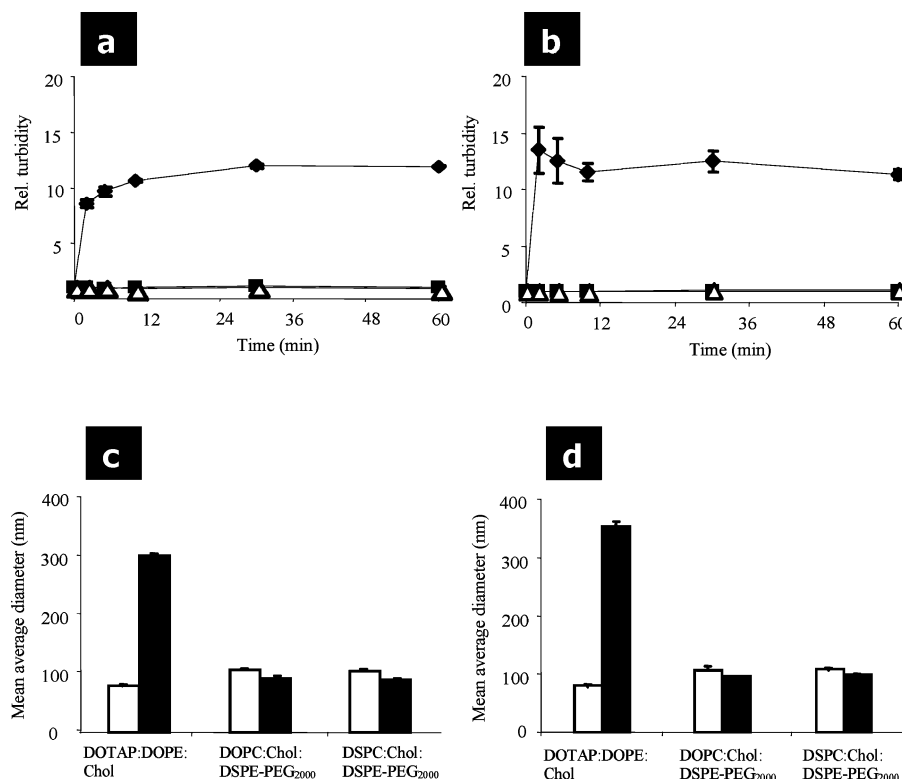 a
20
15
10
5
Rel. turbidity
0 12 24 36 48 60
Time (min)
b
20
15
10
5
0
Rel. turbidity
0 12 24 36 48 60
Time (min)
c
400
300
200
100
0
Mean average diameter (nm)
DOTAP:DOPE: DOPC:Chol: DSPC:Chol:
Chol DSPE-PEG2000 DSPE-PEG2000
d
400
300
200
100
0
Mean average diameter (nm)
DOTAP:DOPE: DOPC:Chol: DSPC:Chol:
Chol DSPE-PEG2000 DSPE-PEG2000